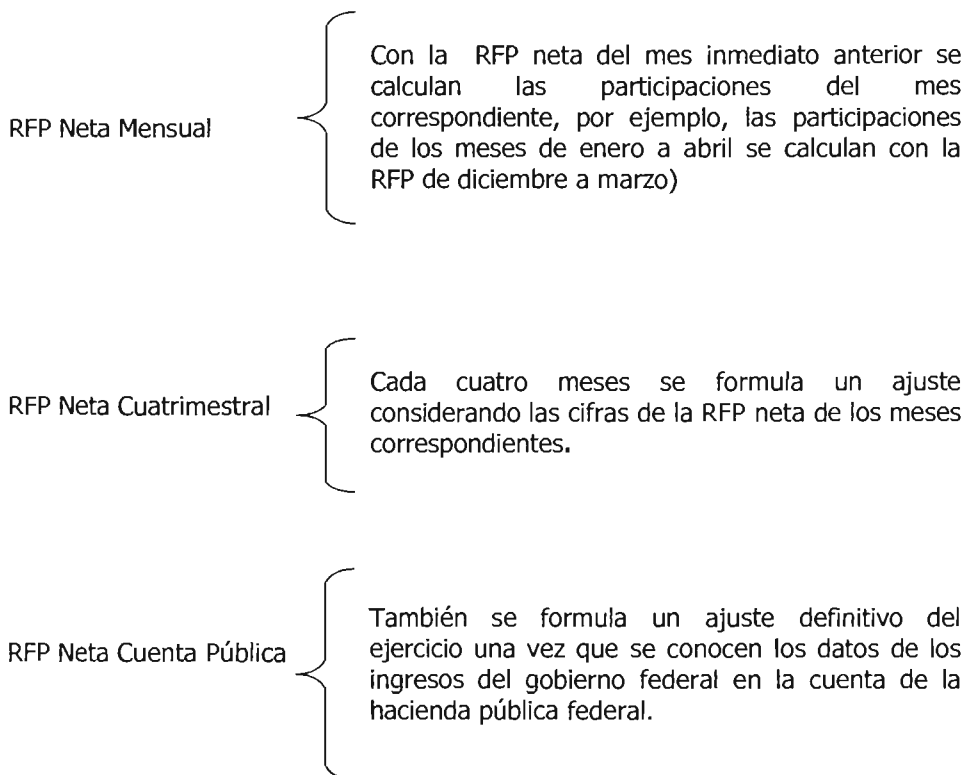 RFP Neta Mensual
Con la RFP neta del mes inmediato anterior se
calculan las participaciones del mes
correspondiente, por ejemplo, las participaciones
de los meses de enero a abril se calculan con la
RFP de diciembre a marzo)
RFP Neta Cuatrimestral
Cada cuatro meses se formula un ajuste
considerando las cifras de la RFP neta de los meses
correspondientes.
RFP Neta Cuenta Pública
También se formula un ajuste definitivo del
ejercicio una vez que se conocen los datos de los
ingresos del gobierno federal en la cuenta de la
hacienda pública federal.